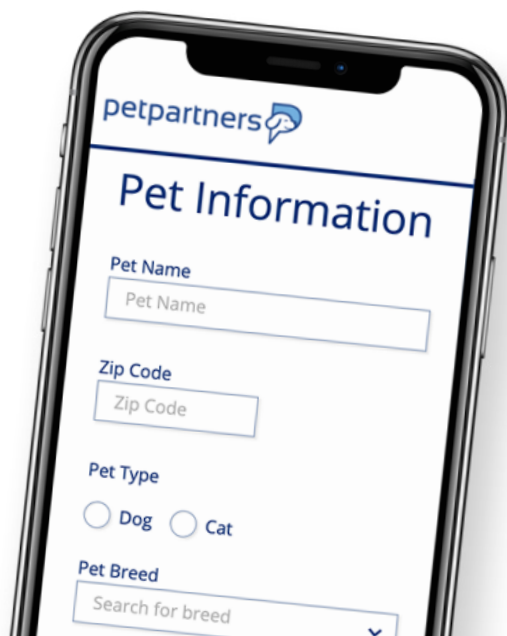 petpartners
Pet Information
Pet Name
Pet Name
Zip Code
Zip Code
Pet Type
Dog Cat
Pet Breed
Search for breed